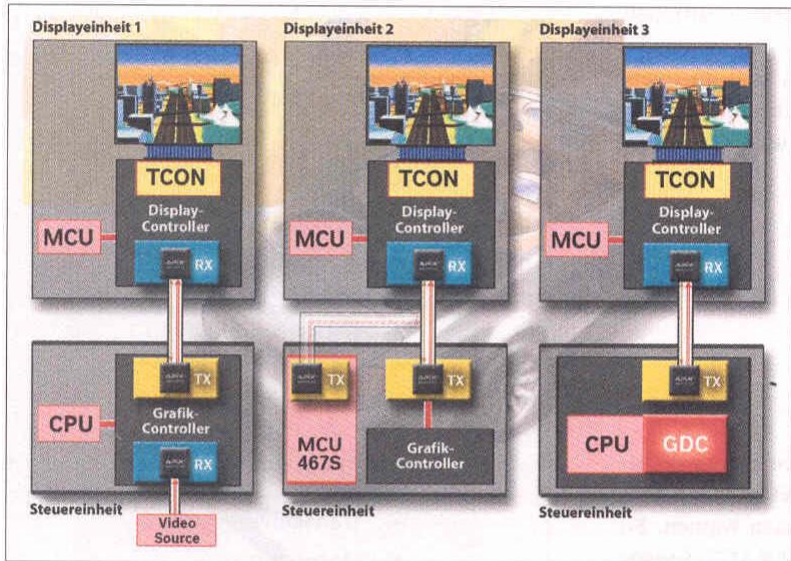 Displayeinheit 1
TCON
Display-
Controller
MCU
RX
TX
CPU
Grafik-
Controller
RX
Steuereinheit
Video
Source
Displayeinheit 2
TCON
Display-
Controller
MCU
RX
TX
TX
MCU
467S
Grafik-
Controller
Steuereinheit
Displayeinheit 3
TCON
Display-
Controller
MCU
RX
TX
CPU
GDC
Steuereinheit